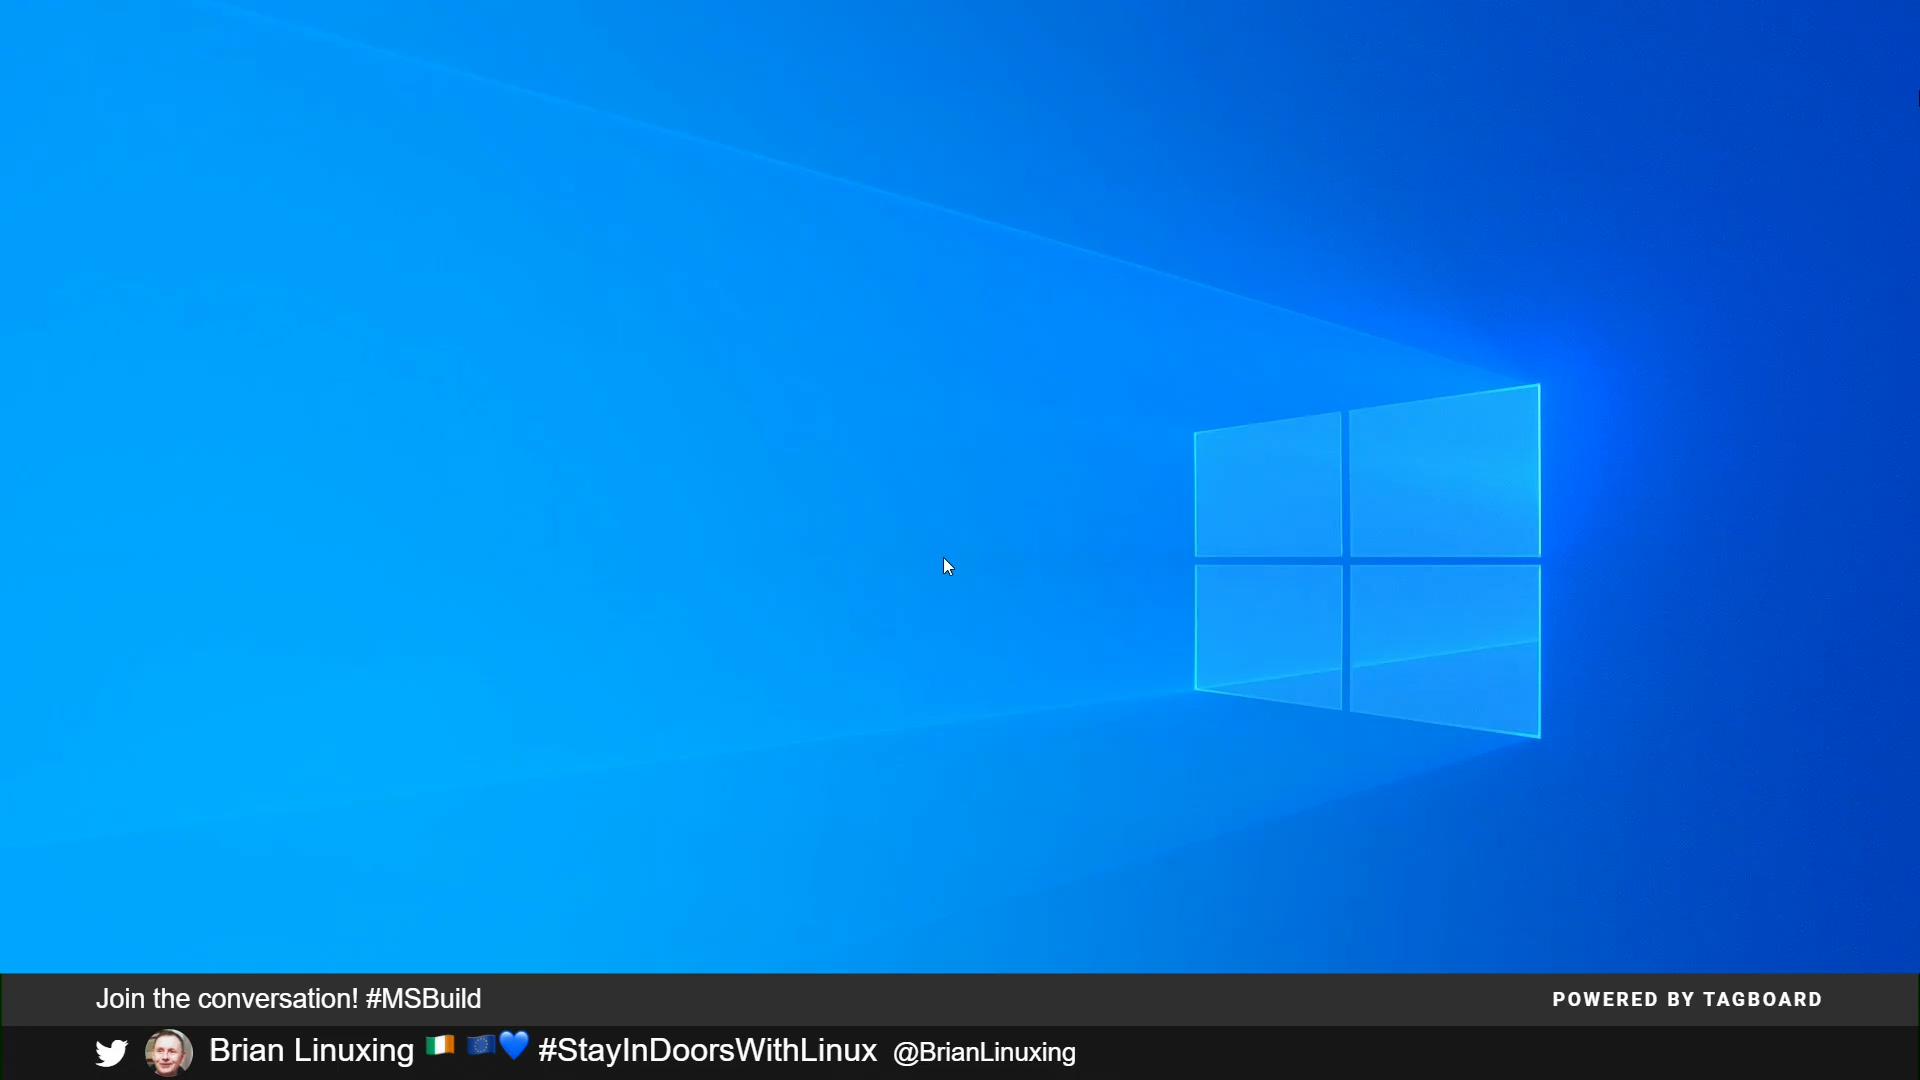 Join the conversation! #MSBuild
POWERED BY TAGBOARD
Brian Linuxing 🇮🇪 🇪🇺💙 #StayInDoorsWithLinux @BrianLinuxing